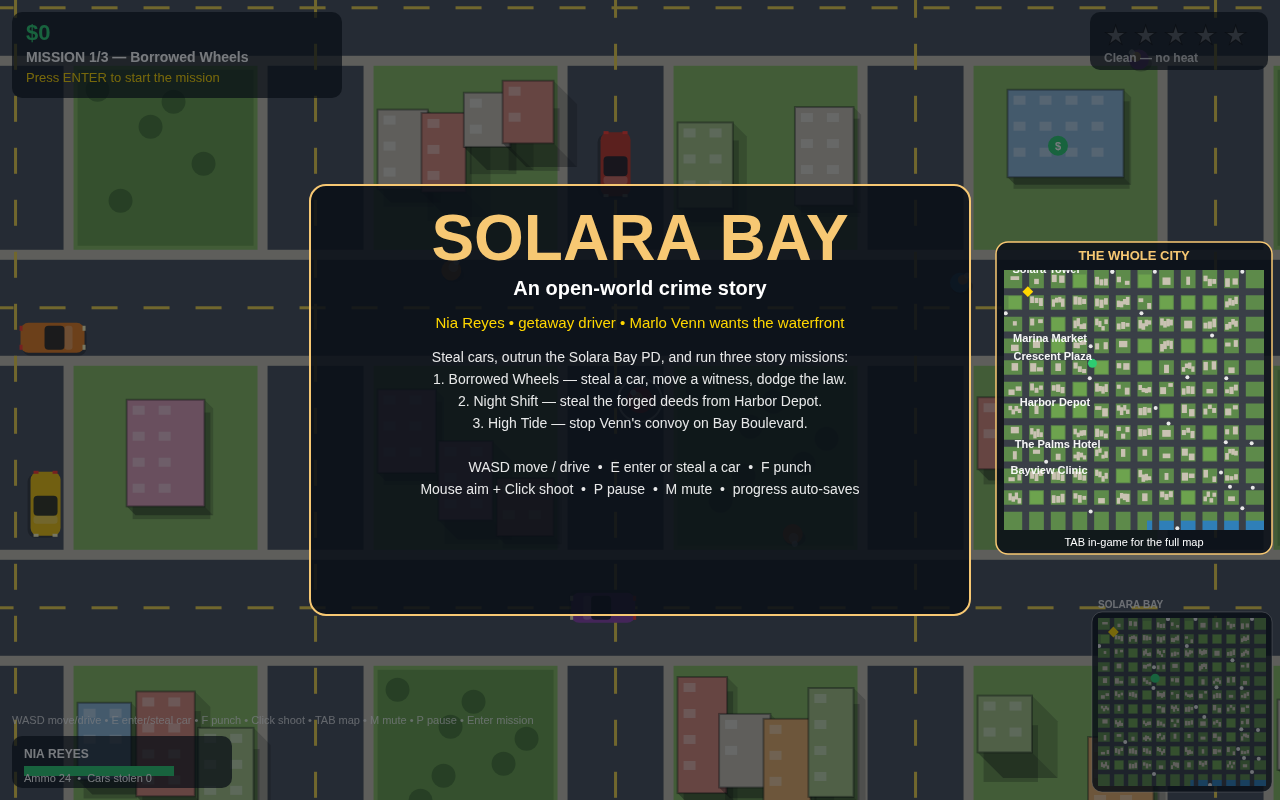 $0
MISSION 1/3 — Borrowed Wheels
Press ENTER to start the mission
★ ★ ★ ★ ★
Clean — no heat
$
SOLARA BAY
An open-world crime story
Nia Reyes • getaway driver • Marlo Venn wants the waterfront
Steal cars, outrun the Solara Bay PD, and run three story missions:
1. Borrowed Wheels — steal a car, move a witness, dodge the law.
2. Night Shift — steal the forged deeds from Harbor Depot.
3. High Tide — stop Venn's convoy on Bay Boulevard.
WASD move / drive • E enter or steal a car • F punch
Mouse aim + Click shoot • P pause • M mute • progress auto-saves
THE WHOLE CITY
Solara Tower
Marina Market
Crescent Plaza
Harbor Depot
The Palms Hotel
Bayview Clinic
TAB in-game for the full map
SOLARA BAY
WASD move/drive • E enter/steal car • F punch • Click shoot • TAB map • M mute • P pause • Enter mission
NIA REYES
Ammo 24 • Cars stolen 0